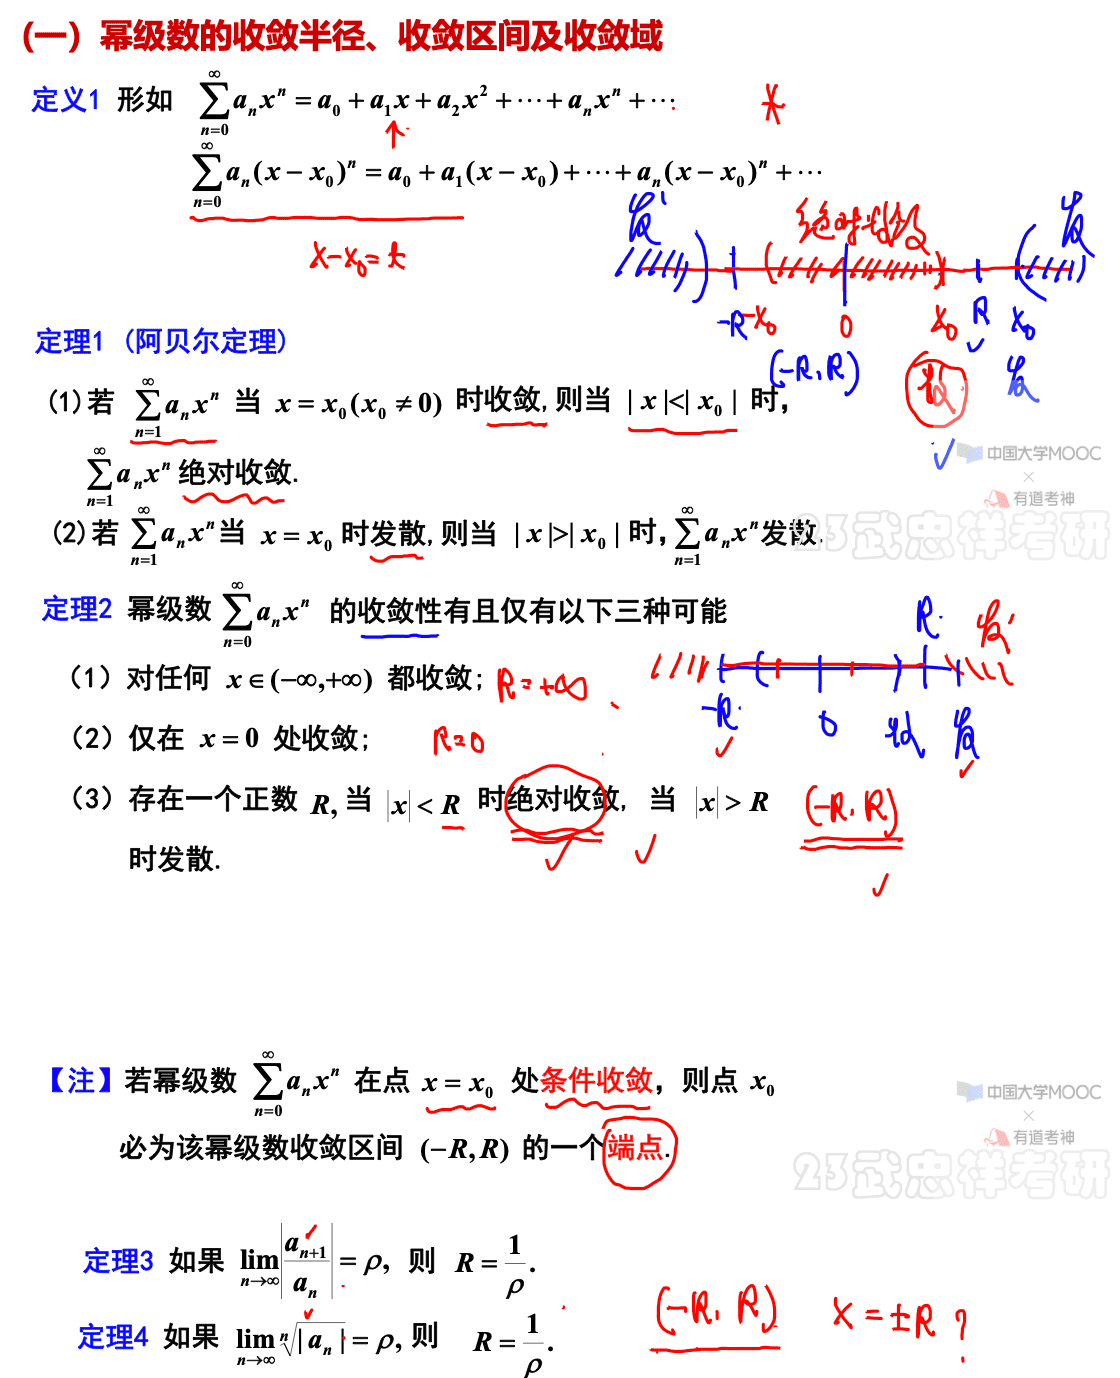 (一) 幂级数的收敛半径、收敛区间及收敛域
定义1 形如 $\sum_{n=0}^{\infty} a_n x^n = a_0 + a_1 x + a_2 x^2 + \cdots + a_n x^n + \cdots$
$\sum_{n=0}^{\infty} a_n (x - x_0)^n = a_0 + a_1 (x - x_0) + \cdots + a_n (x - x_0)^n + \cdots$
发 绝对收敛 发
x-x₀=t
-R -x₀ 0 x₀ R x₀
(-R, R) 收 发
定理1 (阿贝尔定理)
(1)若 $\sum_{n=1}^{\infty} a_n x^n$ 当 $x = x_0 (x_0 \neq 0)$ 时收敛,则当 $|x|<|x_0|$ 时,
$\sum_{n=1}^{\infty} a_n x^n$ 绝对收敛.
中国大学MOOC
×
有道考神
(2)若 $\sum_{n=1}^{\infty} a_n x^n$ 当 $x = x_0$ 时发散,则当 $|x|>|x_0|$ 时, $\sum_{n=1}^{\infty} a_n x^n$ 发散.
23武忠祥考研
定理2 幂级数 $\sum_{n=0}^{\infty} a_n x^n$ 的收敛性有且仅有以下三种可能
R 发
(1) 对任何 $x \in (-\infty, +\infty)$ 都收敛; R=+∞
-R 0 收 发
(2) 仅在 $x = 0$ 处收敛; R=0
(3) 存在一个正数 $R$, 当 $|x| < R$ 时绝对收敛, 当 $|x| > R$ (-R, R)
时发散.
【注】若幂级数 $\sum_{n=0}^{\infty} a_n x^n$ 在点 $x = x_0$ 处条件收敛, 则点 $x_0$
必为该幂级数收敛区间 $(-R, R)$ 的一个端点.
中国大学MOOC
×
有道考神
23武忠祥考研
定理3 如果 $\lim_{n \to \infty} \left| \frac{a_{n+1}}{a_n} \right| = \rho$, 则 $R = \frac{1}{\rho}$.
定理4 如果 $\lim_{n \to \infty} \sqrt[n]{|a_n|} = \rho$, 则 $R = \frac{1}{\rho}$.
(-R, R) x=±R ?